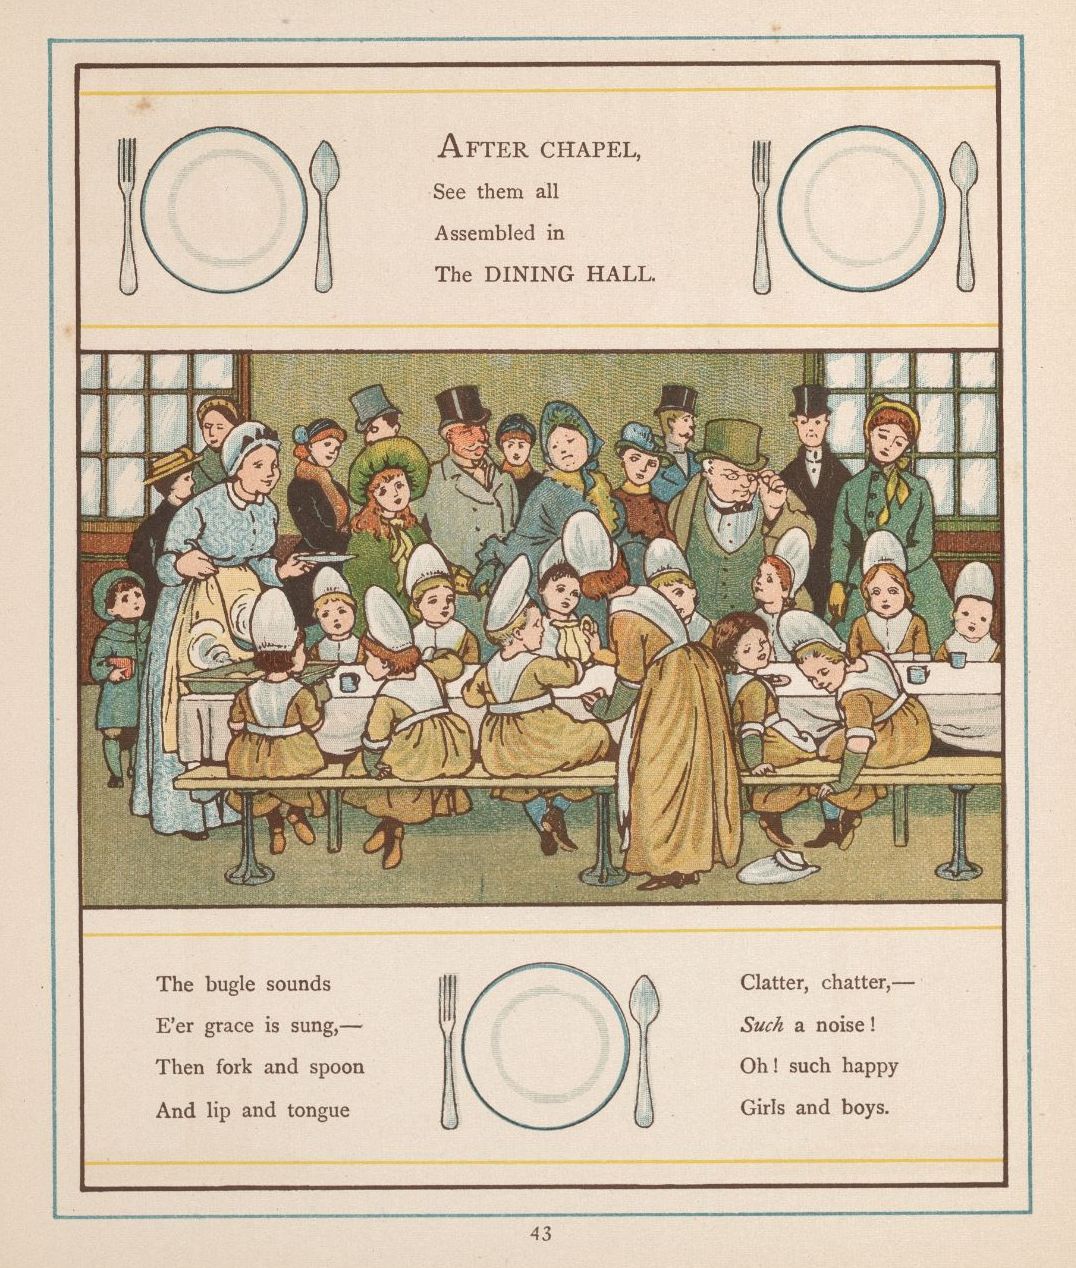 AFTER CHAPEL,
See them all
Assembled in
The DINING HALL.
The bugle sounds
E'er grace is sung,—
Then fork and spoon
And lip and tongue
Clatter, chatter,—
Such a noise!
Oh! such happy
Girls and boys.
43